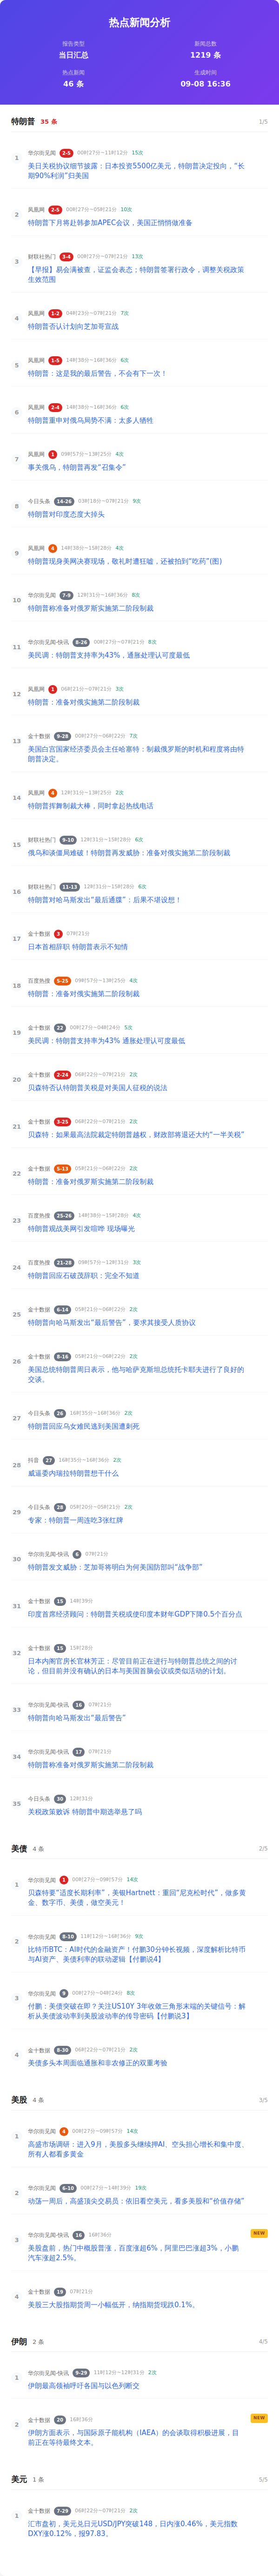 热点新闻分析
报告类型
新闻总数
当日汇总
1219 条
热点新闻
生成时间
46 条
09-08 16:36
特朗普 35 条 1/5
1
华尔街见闻 2-5 00时27分~11时12分 15次
美日关税协议细节披露：日本投资5500亿美元，特朗普决定投向，“长
期90%利润”归美国
2
凤凰网 2-5 00时27分~05时21分 10次
特朗普下月将赴韩参加APEC会议，美国正悄悄做准备
3
财联社热门 3-4 00时27分~07时21分 13次
【早报】易会满被查，证监会表态；特朗普签署行政令，调整关税政策
生效范围
4
凤凰网 1-2 04时23分~07时21分 7次
特朗普否认计划向芝加哥宣战
5
凤凰网 1-5 14时38分~16时36分 6次
特朗普：这是我的最后警告，不会有下一次！
6
凤凰网 2-4 14时38分~16时36分 6次
特朗普重申对俄乌局势不满：太多人牺牲
7
凤凰网 1 09时57分~13时25分 4次
事关俄乌，特朗普再发“召集令”
8
今日头条 14-26 03时18分~07时21分 9次
特朗普对印度态度大掉头
9
凤凰网 4 14时38分~15时28分 4次
特朗普现身美网决赛现场，敬礼时遭狂嘘，还被拍到“吃药”(图)
10
华尔街见闻 7-9 12时31分~16时36分 8次
特朗普称准备对俄罗斯实施第二阶段制裁
11
华尔街见闻-快讯 8-26 00时27分~07时21分 8次
美民调：特朗普支持率为43%，通胀处理认可度最低
12
凤凰网 1 06时21分~07时21分 3次
特朗普：准备对俄实施第二阶段制裁
13
金十数据 9-28 00时27分~06时22分 7次
美国白宫国家经济委员会主任哈塞特：制裁俄罗斯的时机和程度将由特
朗普决定。
14
凤凰网 4 12时31分~13时25分 2次
特朗普挥舞制裁大棒，同时拿起热线电话
15
财联社热门 9-10 12时31分~15时28分 6次
俄乌和谈僵局难破！特朗普再发威胁：准备对俄实施第二阶段制裁
16
财联社热门 11-13 12时31分~15时28分 6次
特朗普对哈马斯发出“最后通牒”：后果不堪设想！
17
金十数据 3 07时21分
日本首相辞职 特朗普表示不知情
18
百度热搜 5-25 09时57分~13时25分 4次
特朗普：准备对俄实施第二阶段制裁
19
金十数据 22 00时27分~04时24分 5次
美民调：特朗普支持率为43% 通胀处理认可度最低
20
金十数据 2-24 06时22分~07时21分 2次
贝森特否认特朗普关税是对美国人征税的说法
21
金十数据 3-25 06时22分~07时21分 2次
贝森特：如果最高法院裁定特朗普越权，财政部将退还大约“一半关税”
22
金十数据 5-13 05时21分~06时22分 2次
特朗普：准备对俄实施第二阶段制裁
23
百度热搜 25-26 14时38分~15时28分 4次
特朗普观战美网引发喧哗 现场曝光
24
百度热搜 21-28 09时57分~12时31分 3次
特朗普回应石破茂辞职：完全不知道
25
金十数据 6-14 05时21分~06时22分 2次
特朗普向哈马斯发出“最后警告”，要求其接受人质协议
26
金十数据 8-16 05时21分~06时22分 2次
美国总统特朗普周日表示，他与哈萨克斯坦总统托卡耶夫进行了良好的
交谈。
27
今日头条 26 16时35分~16时36分 2次
特朗普回应乌女难民逃到美国遭刺死
28
抖音 27 16时35分~16时36分 2次
威逼委内瑞拉特朗普想干什么
29
今日头条 28 05时20分~05时21分 2次
专家：特朗普一周连吃3张红牌
30
华尔街见闻-快讯 6 07时21分
特朗普发文威胁：芝加哥将明白为何美国防部叫“战争部”
31
金十数据 15 14时39分
印度首席经济顾问：特朗普关税或使印度本财年GDP下降0.5个百分点
32
金十数据 15 15时28分
日本内阁官房长官林芳正：尽管目前正在进行与特朗普总统之间的讨
论，但目前并没有确认的日本与美国首脑会议或类似活动的计划。
33
华尔街见闻-快讯 16 07时21分
特朗普向哈马斯发出“最后警告”
34
华尔街见闻-快讯 17 07时21分
特朗普称准备对俄罗斯实施第二阶段制裁
35
今日头条 30 12时31分
关税政策败诉 特朗普中期选举悬了吗
美债 4 条 2/5
1
华尔街见闻 1 00时27分~09时57分 14次
贝森特要“适度长期利率”，美银Hartnett：重回“尼克松时代”，做多黄
金、数字币、美债，做空美元！
2
华尔街见闻 8-10 11时12分~16时36分 9次
比特币BTC：AI时代的金融资产！付鹏30分钟长视频，深度解析比特币
与AI资产、美债利率的联动逻辑【付鹏说4】
3
华尔街见闻 9 00时27分~04时24分 8次
付鹏：美债突破在即？关注US10Y 3年收敛三角形末端的关键信号：解
析从美债波动率到美股波动率的传导密码【付鹏说3】
4
金十数据 8-30 06时22分~07时21分 2次
美债多头本周面临通胀和非农修正的双重考验
美股 4 条 3/5
1
华尔街见闻 4 00时27分~09时57分 14次
高盛市场调研：进入9月，美股多头继续押AI、空头担心增长和集中度、
所有人都看多黄金
2
华尔街见闻 6-10 00时27分~14时39分 19次
动荡一周后，高盛顶尖交易员：依旧看空美元，看多美股和“价值存储”
3
华尔街见闻-快讯 16 16时36分 NEW
美股盘前，热门中概股普涨，百度涨超6%，阿里巴巴涨超3%，小鹏
汽车涨超2.5%。
4
金十数据 19 07时21分
美股三大股指期货周一小幅低开，纳指期货现跌0.1%。
伊朗 2 条 4/5
1
华尔街见闻-快讯 9-29 11时12分~12时31分 2次
伊朗最高领袖呼吁各国与以色列断交
2
金十数据 20 16时36分 NEW
伊朗方面表示，与国际原子能机构（IAEA）的会谈取得积极进展，目
前正在等待最终文本。
美元 1 条 5/5
1
金十数据 7-29 06时22分~07时21分 2次
汇市盘初，美元兑日元USD/JPY突破148，日内涨0.46%，美元指数
DXY涨0.12%，报97.83。